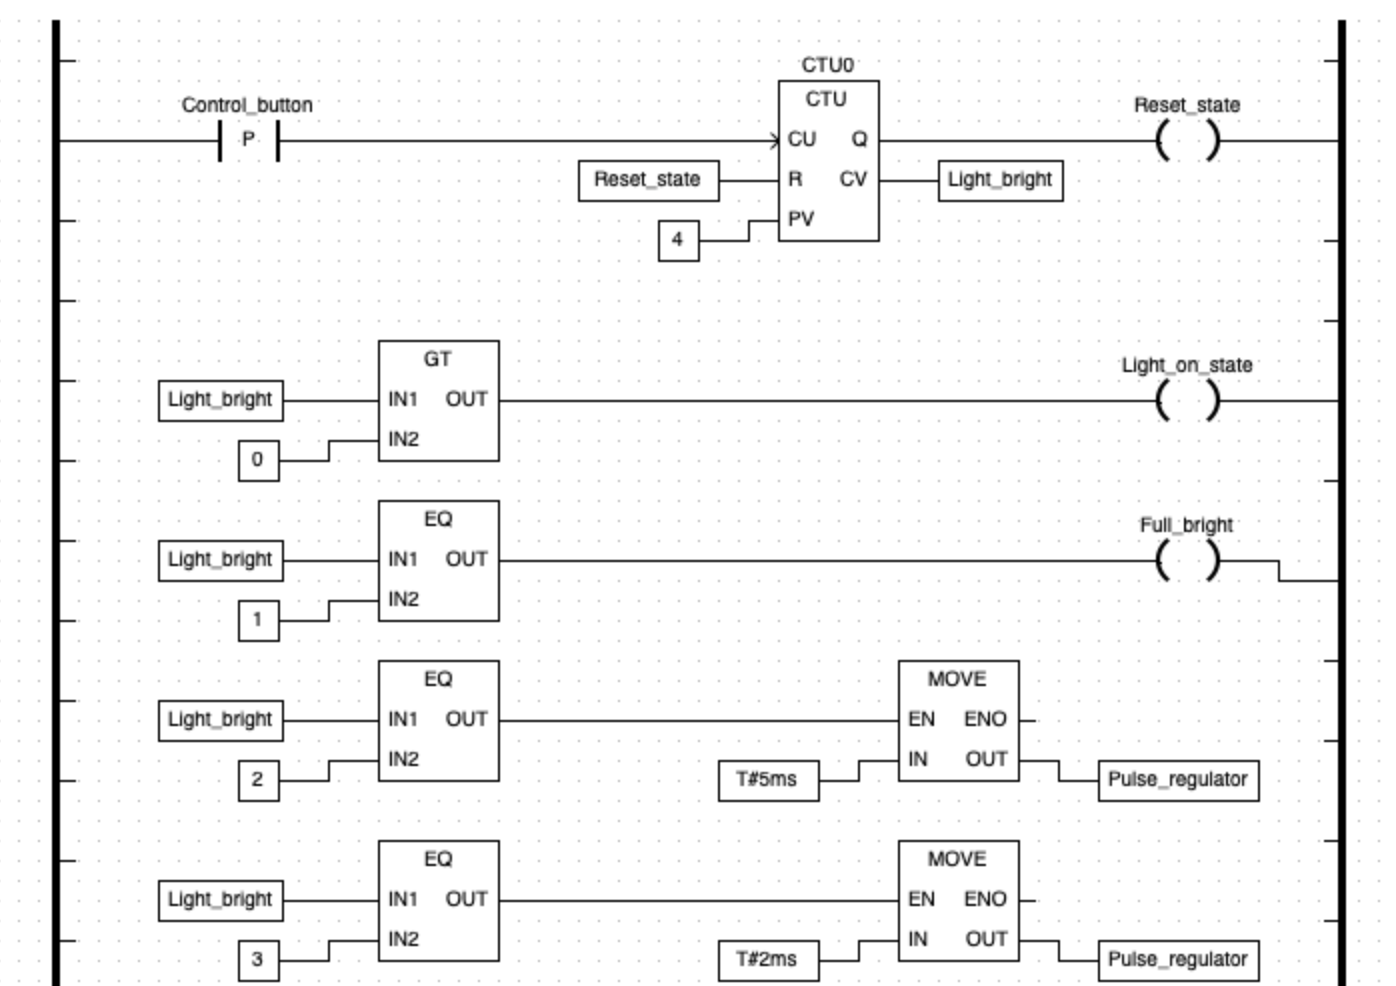 CTU0
CTU
Control_button
Reset_state
P
CU Q
Reset_state
R CV
Light_bright
PV
4
GT
Light_on_state
Light_bright
IN1 OUT
IN2
0
EQ
Full_bright
Light_bright
IN1 OUT
IN2
1
EQ
MOVE
Light_bright
IN1 OUT
EN ENO
IN2
IN OUT
2
T#5ms
Pulse_regulator
EQ
MOVE
Light_bright
IN1 OUT
EN ENO
IN2
IN OUT
3
T#2ms
Pulse_regulator